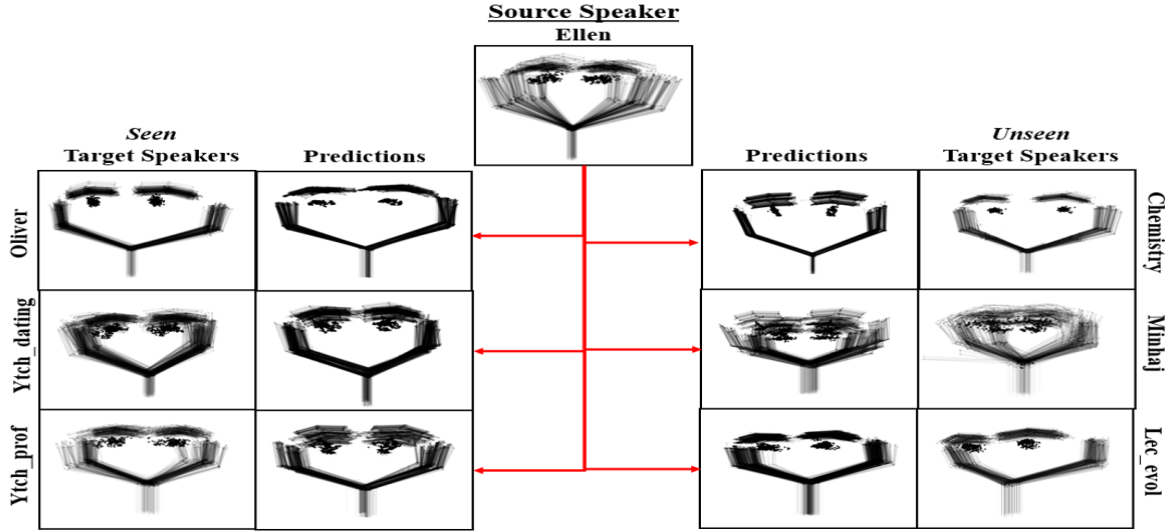 Source Speaker
Ellen
Seen
Target Speakers
Predictions
Predictions
Unseen
Target Speakers
Oliver
Chemistry
Ytch_dating
Minhaj
Ytch_prof
Lec_evol